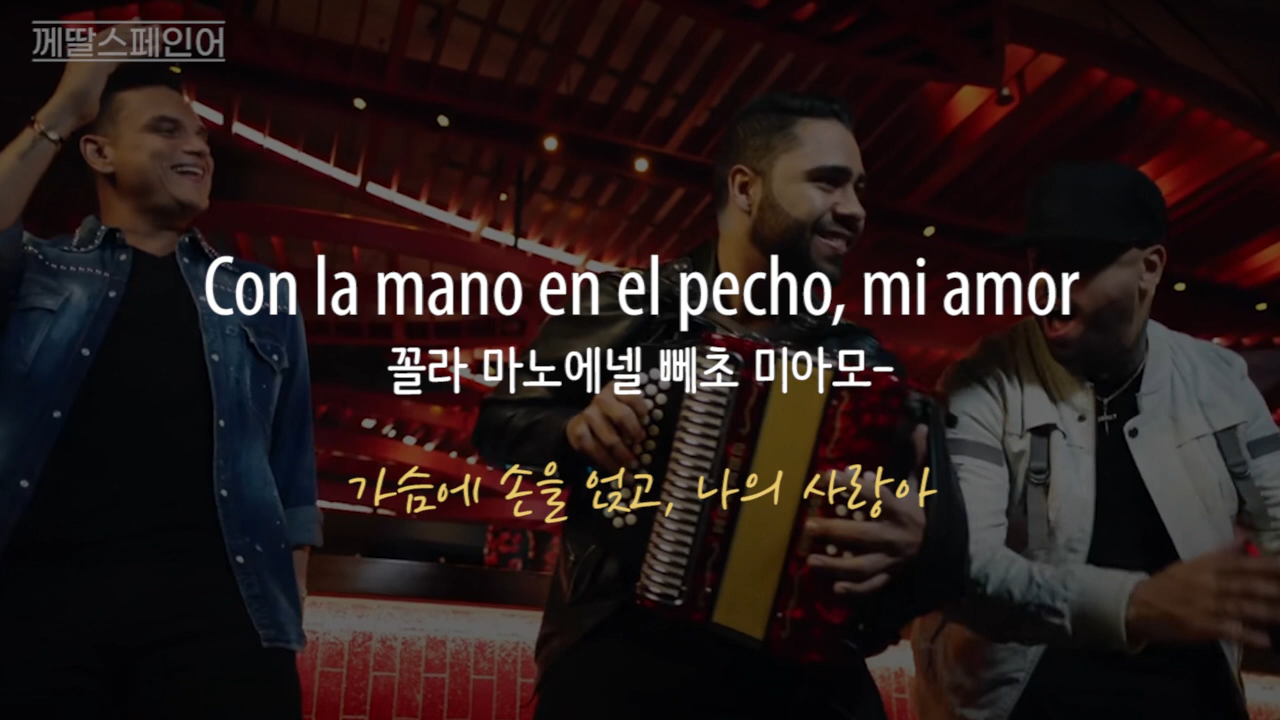 께딸스페인어
Con la mano en el pecho, mi amor
꼴라 마노에넬 뻬초 미아모-
가슴에 손을 얹고, 나의 사랑아